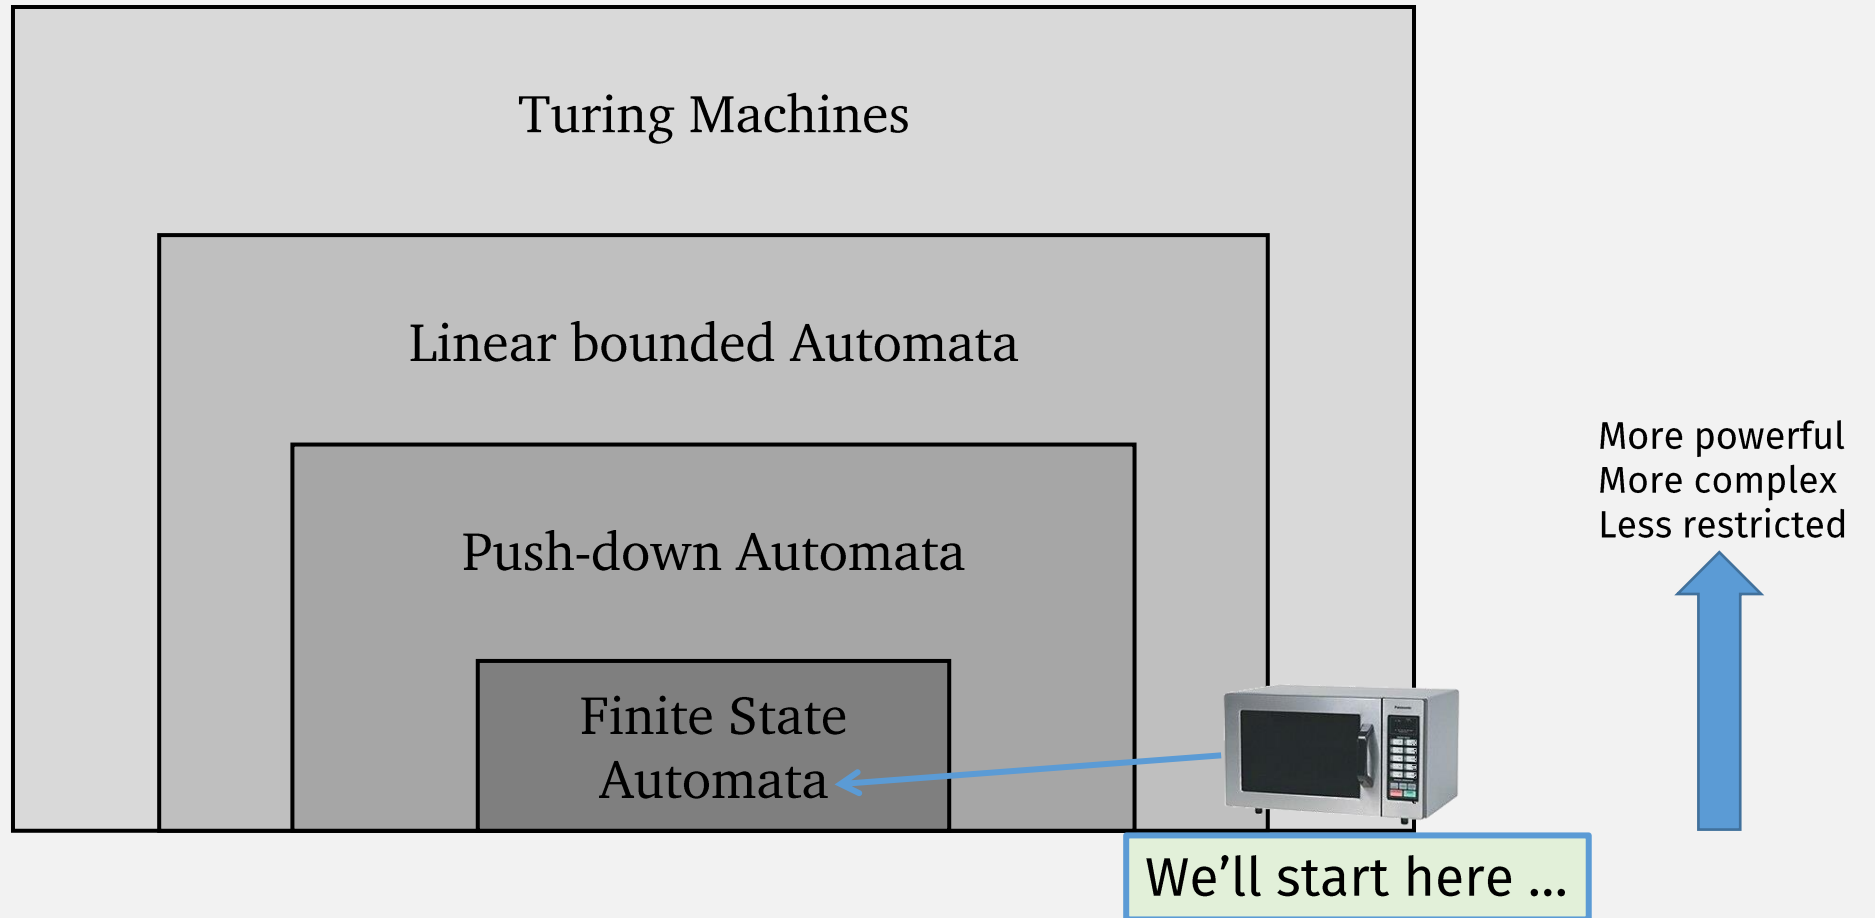 Turing Machines
Linear bounded Automata
Push-down Automata
Finite State
Automata
More powerful
More complex
Less restricted
Panasonic
We’ll start here ...